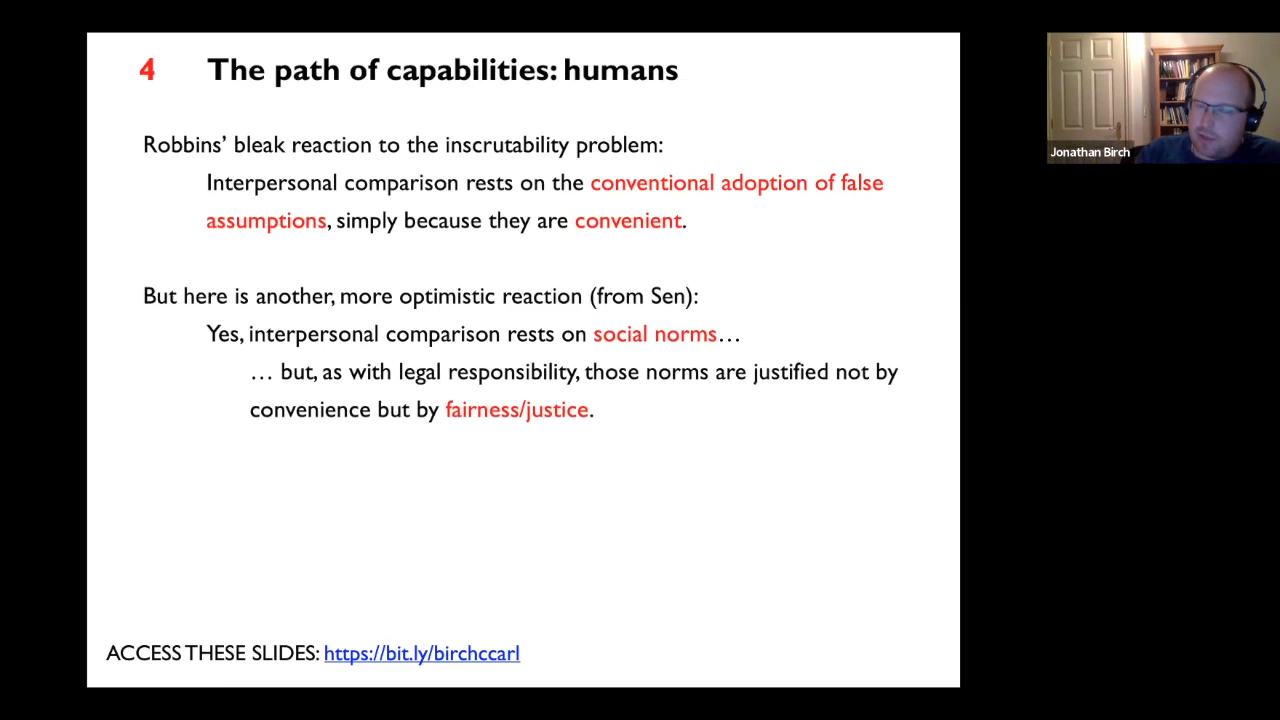 4 The path of capabilities: humans
Robbins’ bleak reaction to the inscrutability problem:
Interpersonal comparison rests on the conventional adoption of false
assumptions, simply because they are convenient.
But here is another, more optimistic reaction (from Sen):
Yes, interpersonal comparison rests on social norms…
… but, as with legal responsibility, those norms are justified not by
convenience but by fairness/justice.
ACCESS THESE SLIDES: https://bit.ly/birchccarl
Jonathan Birch